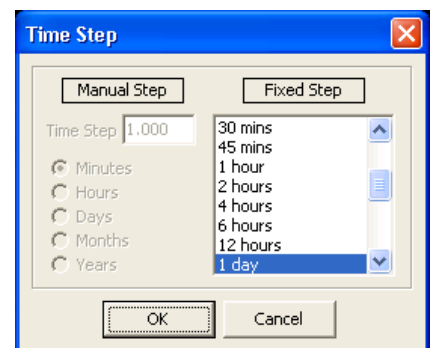 Time Step
Manual Step
Fixed Step
Time Step 1.000
Minutes
Hours
Days
Months
Years
30 mins
45 mins
1 hour
2 hours
4 hours
6 hours
12 hours
1 day
OK
Cancel